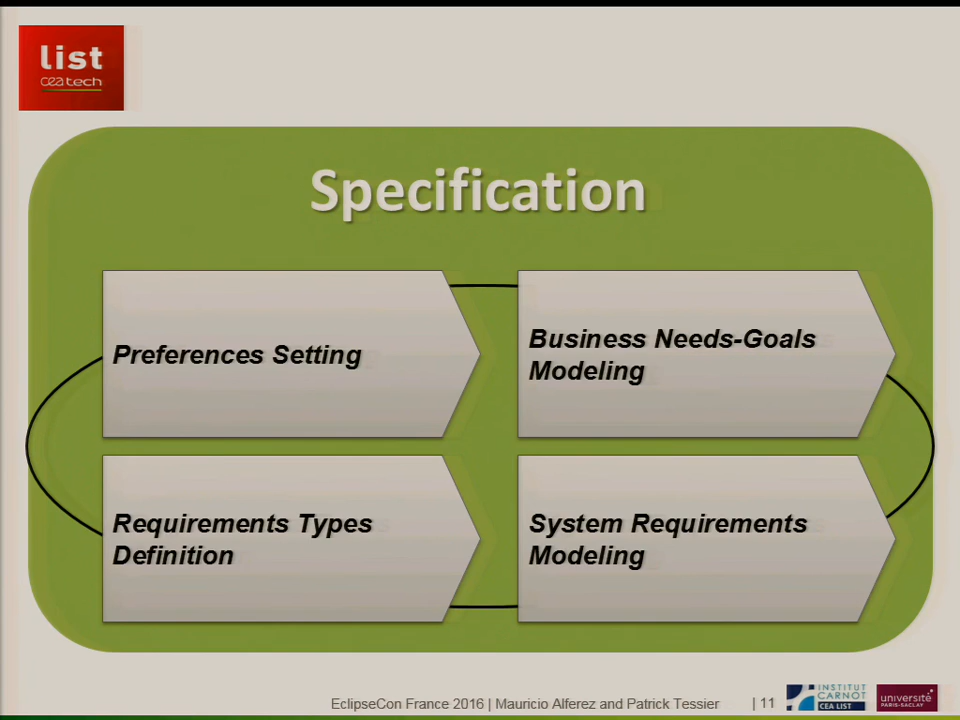 list
ceatech
Specification
Preferences Setting
Business Needs-Goals
Modeling
Requirements Types
Definition
System Requirements
Modeling
EclipseCon France 2016 | Mauricio Alferez and Patrick Tessier | 11
INSTITUT
CARNOT
CEA LIST
université
PARIS-SACLAY